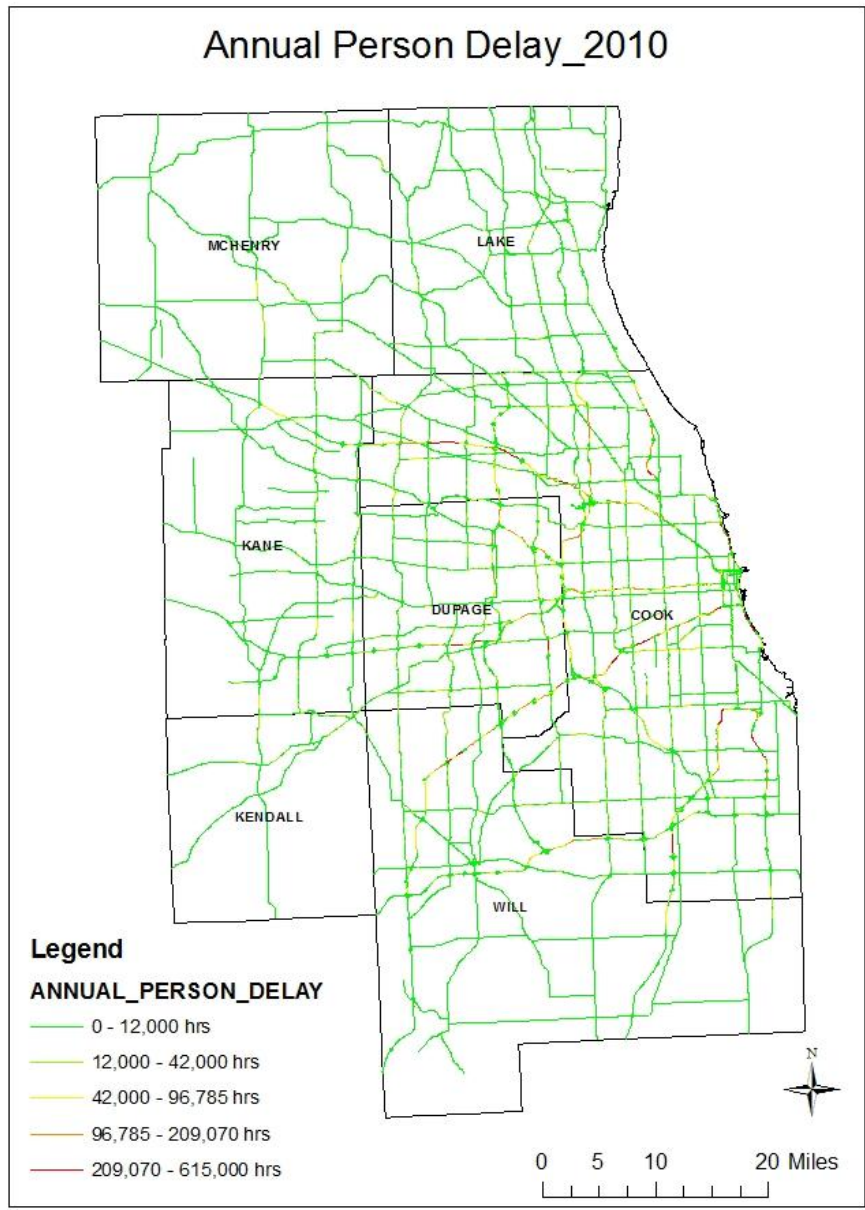 Annual Person Delay_2010
MCHENRY
LAKE
KANE
DUPAGE
COOK
KENDALL
WILL
Legend
ANNUAL_PERSON_DELAY
0 - 12,000 hrs
12,000 - 42,000 hrs
42,000 - 96,785 hrs
96,785 - 209,070 hrs
209,070 - 615,000 hrs
N
0 5 10 20 Miles